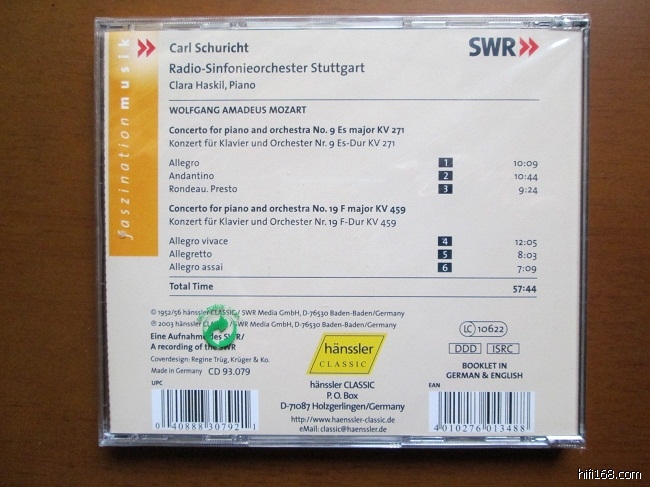 faszination musik
Carl Schuricht
SWR
Radio-Sinfonieorchester Stuttgart
Clara Haskil, Piano
WOLFGANG AMADEUS MOZART
Concerto for piano and orchestra No. 9 Es major KV 271
Konzert für Klavier und Orchester Nr. 9 Es-Dur KV 271
Allegro 1 10:09
Andantino 2 10:44
Rondeau. Presto 3 9:24
Concerto for piano and orchestra No. 19 F major KV 459
Konzert für Klavier und Orchester Nr. 19 F-Dur KV 459
Allegro vivace 4 12:05
Allegretto 5 8:03
Allegro assai 6 7:09
Total Time 57:44
© 1952/56 hänssler CLASSIC/ SWR Media GmbH, D-76530 Baden-Baden/Germany
℗ 2003 hänssler CLASSIC/ SWR Media GmbH, D-76530 Baden-Baden/Germany
Eine Aufnahme des SWR/
A recording of the SWR
Coverdesign: Regine Trüg, Krüger & Ko.
Made in Germany CD 93.079
hänssler
CLASSIC
LC 10622
DDD ISRC
BOOKLET IN
GERMAN & ENGLISH
UPC
0 40888 30792 1
hänssler CLASSIC
P. O. Box
D-71087 Holzgerlingen/Germany
http://www.haenssler-classic.de
eMail: classic@haenssler.de
EAN
4 010276 013488
hifi168.com